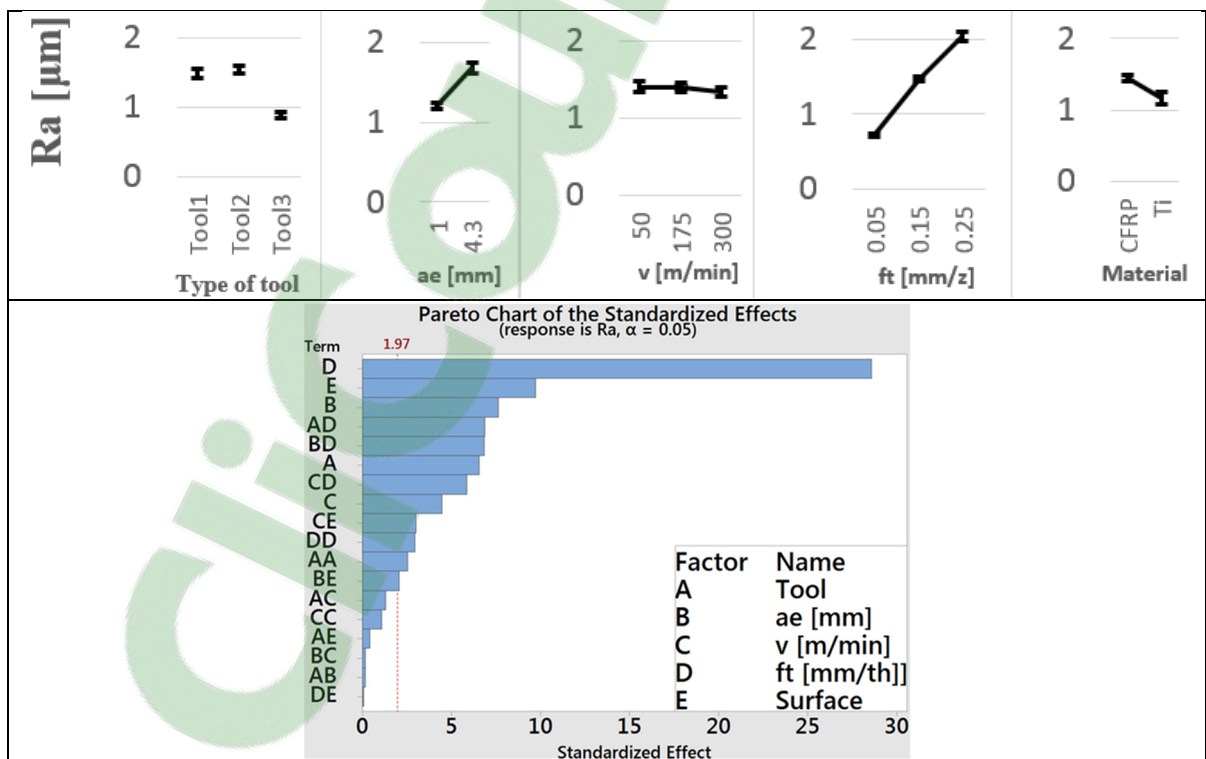 Ra [µm]
2
1
0
Tool1
Tool2
Tool3
Type of tool
2
1
0
1
4.3
ae [mm]
2
1
0
50
175
300
v [m/min]
2
1
0
0.05
0.15
0.25
ft [mm/z]
2
1
0
CFRP
Ti
Material
Pareto Chart of the Standardized Effects
(response is Ra, α = 0.05)
Term
1.97
D
E
B
AD
BD
A
CD
C
CE
DD
AA
BE
AC
CC
AE
BC
AB
DE
Factor Name
A Tool
B ae [mm]
C v [m/min]
D ft [mm/th]]
E Surface
0 5 10 15 20 25 30
Standardized Effect